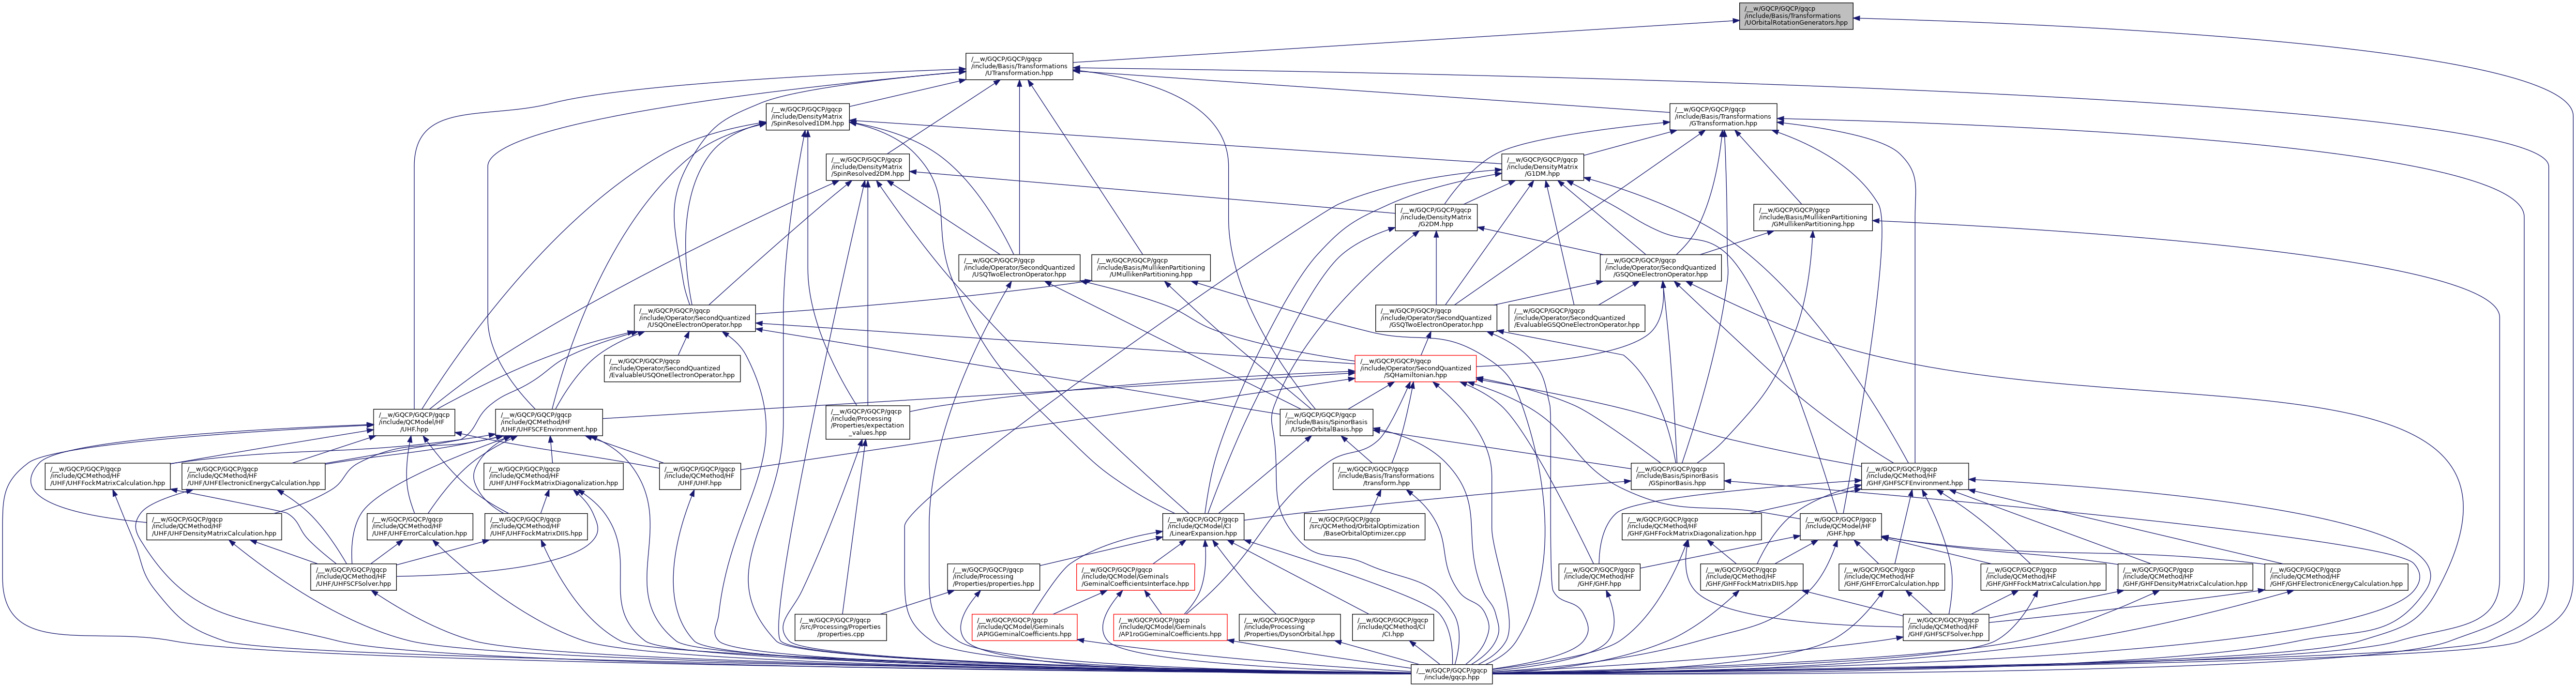 /__w/GQCP/GQCP/gqcp
/include/Basis/Transformations
/UOrbitalRotationGenerators.hpp
/__w/GQCP/GQCP/gqcp
/include/Basis/Transformations
/UTransformation.hpp
/__w/GQCP/GQCP/gqcp
/include/DensityMatrix
/SpinResolved1DM.hpp
/__w/GQCP/GQCP/gqcp
/include/Basis/Transformations
/GTransformation.hpp
/__w/GQCP/GQCP/gqcp
/include/DensityMatrix
/SpinResolved2DM.hpp
/__w/GQCP/GQCP/gqcp
/include/DensityMatrix
/G1DM.hpp
/__w/GQCP/GQCP/gqcp
/include/DensityMatrix
/G2DM.hpp
/__w/GQCP/GQCP/gqcp
/include/Basis/MullikenPartitioning
/GMullikenPartitioning.hpp
/__w/GQCP/GQCP/gqcp
/include/Operator/SecondQuantized
/USQTwoElectronOperator.hpp
/__w/GQCP/GQCP/gqcp
/include/Basis/MullikenPartitioning
/UMullikenPartitioning.hpp
/__w/GQCP/GQCP/gqcp
/include/Operator/SecondQuantized
/GSQOneElectronOperator.hpp
/__w/GQCP/GQCP/gqcp
/include/Operator/SecondQuantized
/USQOneElectronOperator.hpp
/__w/GQCP/GQCP/gqcp
/include/Operator/SecondQuantized
/GSQTwoElectronOperator.hpp
/__w/GQCP/GQCP/gqcp
/include/Operator/SecondQuantized
/EvaluableGSQOneElectronOperator.hpp
/__w/GQCP/GQCP/gqcp
/include/Operator/SecondQuantized
/EvaluableUSQOneElectronOperator.hpp
/__w/GQCP/GQCP/gqcp
/include/Operator/SecondQuantized
/SQHamiltonian.hpp
/__w/GQCP/GQCP/gqcp
/include/QCModel/HF
/UHF.hpp
/__w/GQCP/GQCP/gqcp
/include/QCMethod/HF
/UHF/UHFSCFEnvironment.hpp
/__w/GQCP/GQCP/gqcp
/include/Processing
/Properties/expectation
_values.hpp
/__w/GQCP/GQCP/gqcp
/include/Basis/SpinorBasis
/USpinOrbitalBasis.hpp
/__w/GQCP/GQCP/gqcp
/include/QCMethod/HF
/UHF/UHFFockMatrixCalculation.hpp
/__w/GQCP/GQCP/gqcp
/include/QCMethod/HF
/UHF/UHFElectronicEnergyCalculation.hpp
/__w/GQCP/GQCP/gqcp
/include/QCMethod/HF
/UHF/UHFFockMatrixDiagonalization.hpp
/__w/GQCP/GQCP/gqcp
/include/QCMethod/HF
/UHF/UHF.hpp
/__w/GQCP/GQCP/gqcp
/include/Basis/Transformations
/transform.hpp
/__w/GQCP/GQCP/gqcp
/include/Basis/SpinorBasis
/GSpinorBasis.hpp
/__w/GQCP/GQCP/gqcp
/include/QCMethod/HF
/GHF/GHFSCFEnvironment.hpp
/__w/GQCP/GQCP/gqcp
/include/QCMethod/HF
/UHF/UHFDensityMatrixCalculation.hpp
/__w/GQCP/GQCP/gqcp
/include/QCMethod/HF
/UHF/UHFErrorCalculation.hpp
/__w/GQCP/GQCP/gqcp
/include/QCMethod/HF
/UHF/UHFFockMatrixDIIS.hpp
/__w/GQCP/GQCP/gqcp
/include/QCModel/CI
/LinearExpansion.hpp
/__w/GQCP/GQCP/gqcp
/src/QCMethod/OrbitalOptimization
/BaseOrbitalOptimizer.cpp
/__w/GQCP/GQCP/gqcp
/include/QCMethod/HF
/GHF/GHFFockMatrixDiagonalization.hpp
/__w/GQCP/GQCP/gqcp
/include/QCModel/HF
/GHF.hpp
/__w/GQCP/GQCP/gqcp
/include/QCMethod/HF
/UHF/UHFSCFSolver.hpp
/__w/GQCP/GQCP/gqcp
/include/Processing
/Properties/properties.hpp
/__w/GQCP/GQCP/gqcp
/include/QCModel/Geminals
/GeminalCoefficientsInterface.hpp
/__w/GQCP/GQCP/gqcp
/include/QCMethod/HF
/GHF/GHF.hpp
/__w/GQCP/GQCP/gqcp
/include/QCMethod/HF
/GHF/GHFFockMatrixDIIS.hpp
/__w/GQCP/GQCP/gqcp
/include/QCMethod/HF
/GHF/GHFErrorCalculation.hpp
/__w/GQCP/GQCP/gqcp
/include/QCMethod/HF
/GHF/GHFFockMatrixCalculation.hpp
/__w/GQCP/GQCP/gqcp
/include/QCMethod/HF
/GHF/GHFDensityMatrixCalculation.hpp
/__w/GQCP/GQCP/gqcp
/include/QCMethod/HF
/GHF/GHFElectronicEnergyCalculation.hpp
/__w/GQCP/GQCP/gqcp
/src/Processing/Properties
/properties.cpp
/__w/GQCP/GQCP/gqcp
/include/QCModel/Geminals
/APIGGeminalCoefficients.hpp
/__w/GQCP/GQCP/gqcp
/include/QCModel/Geminals
/AP1roGGeminalCoefficients.hpp
/__w/GQCP/GQCP/gqcp
/include/Processing
/Properties/DysonOrbital.hpp
/__w/GQCP/GQCP/gqcp
/include/QCMethod/CI
/CI.hpp
/__w/GQCP/GQCP/gqcp
/include/QCMethod/HF
/GHF/GHFSCFSolver.hpp
/__w/GQCP/GQCP/gqcp
/include/gqcp.hpp